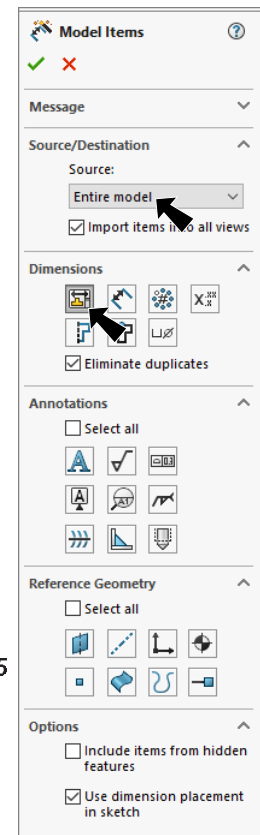 Model Items
Message
Source/Destination
Source:
Entire model
Import items into all views
Dimensions
Eliminate duplicates
Annotations
Select all
Reference Geometry
Select all
5
Options
Include items from hidden
features
Use dimension placement
in sketch